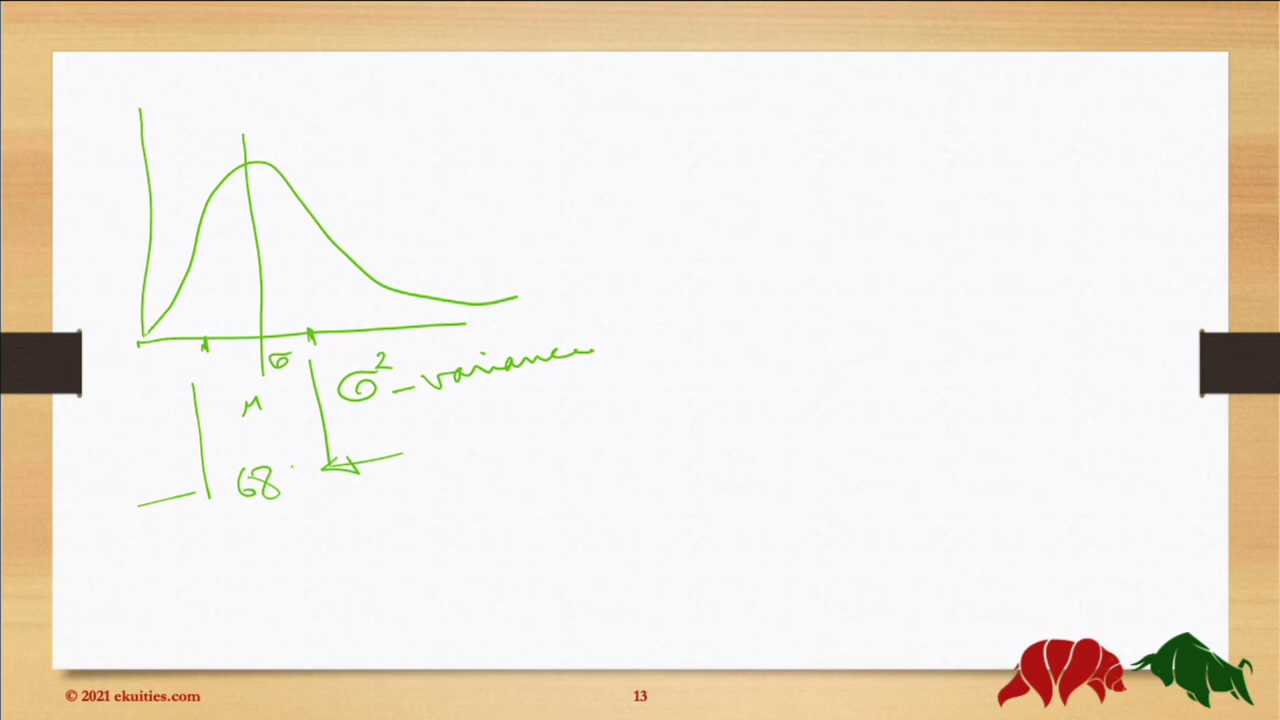 σ
σ² - variance
μ
68
© 2021 ekuities.com
13